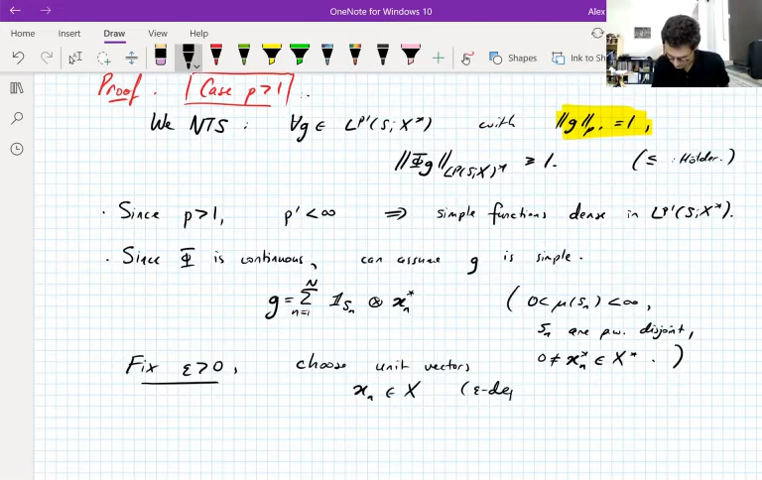 OneNote for Windows 10
Alex
Home Insert Draw View Help
Shapes
Ink to Sh
Proof. Case p>1 .
We NTS: ∀g ∈ L^{p'}(S;X*) with ‖g‖_{p'} = 1,
‖Φg‖_{L^p(S;X)*} ≥ 1. (≤ : Hölder.)
· Since p>1, p' < ∞ ⇒ simple functions dense in L^{p'}(S;X*).
· Since Φ is continuous, can assume g is simple.
g = Σ_{n=1}^{N} 𝟙_{S_n} ⊗ x_n^* (0<μ(S_n)<∞,
S_n are pw. disjoint,
0 ≠ x_n^* ∈ X*. )
Fix ε>0, choose unit vectors
x_n ∈ X (ε-dep